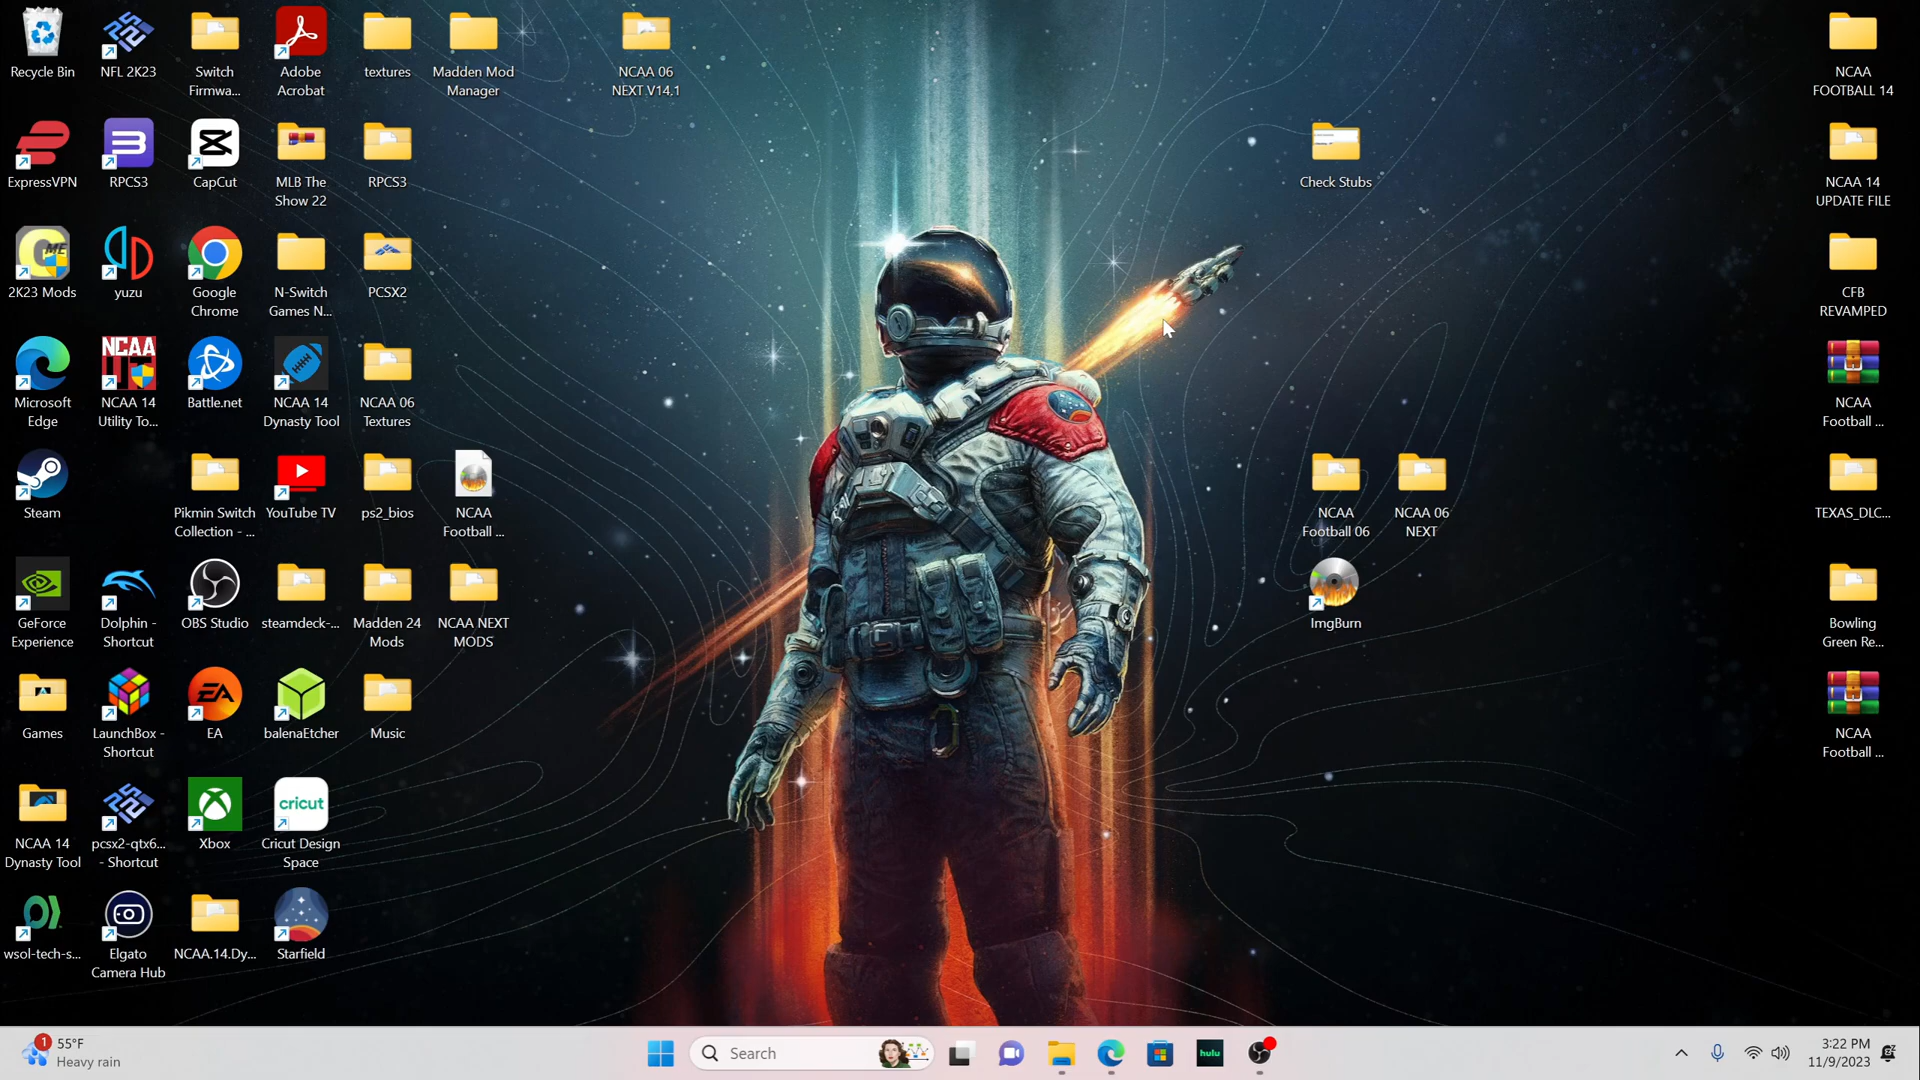 Recycle Bin
NFL 2K23
Switch
Firmwa...
Adobe
Acrobat
textures
Madden Mod
Manager
NCAA 06
NEXT V14.1
NCAA
FOOTBALL 14
ExpressVPN
RPCS3
CapCut
MLB The
Show 22
RPCS3
Check Stubs
NCAA 14
UPDATE FILE
ME
2K23 Mods
yuzu
Google
Chrome
N-Switch
Games N...
PCSX2
CFB
REVAMPED
Microsoft
Edge
NCAA
NCAA 14
Utility To...
Battle.net
NCAA 14
Dynasty Tool
NCAA 06
Textures
NCAA
Football ...
Steam
Pikmin Switch
Collection - ...
YouTube TV
ps2_bios
NCAA
Football ...
NCAA
Football 06
NCAA 06
NEXT
TEXAS_DLC...
GeForce
Experience
Dolphin -
Shortcut
OBS Studio
steamdeck-...
Madden 24
Mods
NCAA NEXT
MODS
ImgBurn
Bowling
Green Re...
Games
LaunchBox -
Shortcut
EA
EA
balenaEtcher
Music
NCAA
Football ...
NCAA 14
Dynasty Tool
pcsx2-qtx6...
- Shortcut
Xbox
cricut
Cricut Design
Space
wsol-tech-s...
Elgato
Camera Hub
NCAA.14.Dy...
Starfield
1
55°F
Heavy rain
Search
hulu
3:22 PM
11/9/2023